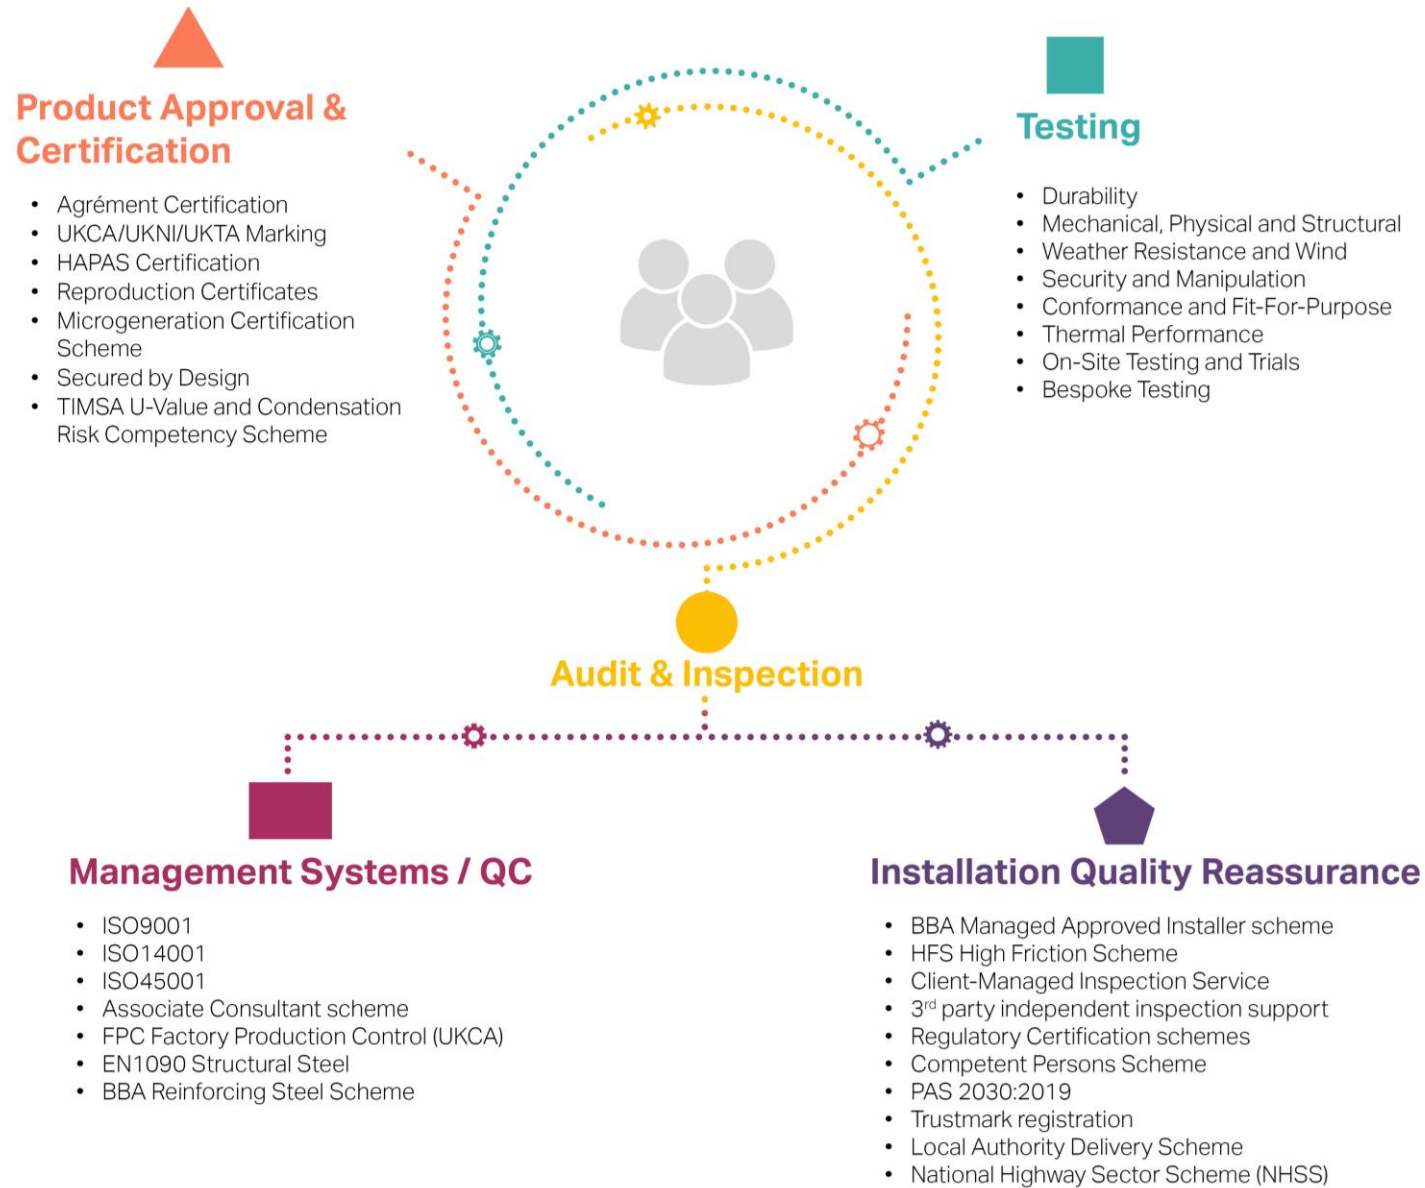 Product Approval &
Certification
• Agrément Certification
• UKCA/UKNI/UKTA Marking
• HAPAS Certification
• Reproduction Certificates
• Microgeneration Certification
Scheme
• Secured by Design
• TIMSA U-Value and Condensation
Risk Competency Scheme
Testing
• Durability
• Mechanical, Physical and Structural
• Weather Resistance and Wind
• Security and Manipulation
• Conformance and Fit-For-Purpose
• Thermal Performance
• On-Site Testing and Trials
• Bespoke Testing
Audit & Inspection
Management Systems / QC
• ISO9001
• ISO14001
• ISO45001
• Associate Consultant scheme
• FPC Factory Production Control (UKCA)
• EN1090 Structural Steel
• BBA Reinforcing Steel Scheme
Installation Quality Reassurance
• BBA Managed Approved Installer scheme
• HFS High Friction Scheme
• Client-Managed Inspection Service
• 3rd party independent inspection support
• Regulatory Certification schemes
• Competent Persons Scheme
• PAS 2030:2019
• Trustmark registration
• Local Authority Delivery Scheme
• National Highway Sector Scheme (NHSS)